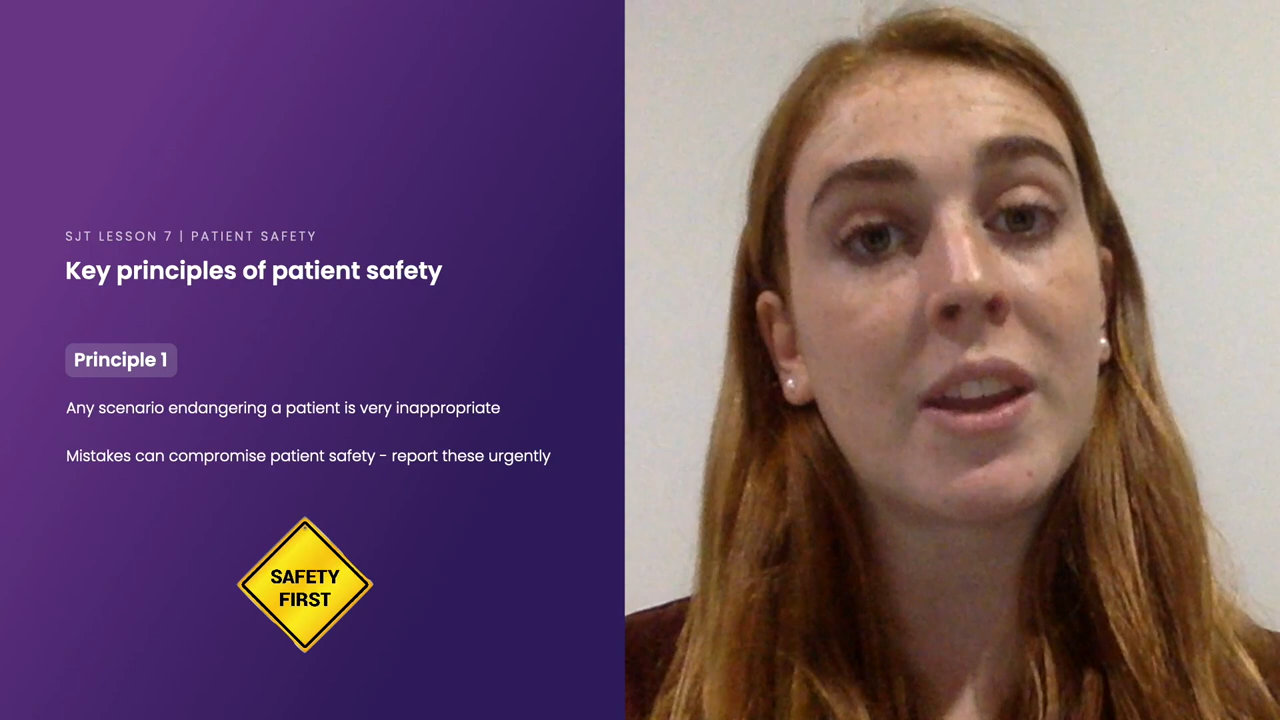 SJT LESSON 7 | PATIENT SAFETY
Key principles of patient safety
Principle 1
Any scenario endangering a patient is very inappropriate
Mistakes can compromise patient safety - report these urgently
SAFETY
FIRST